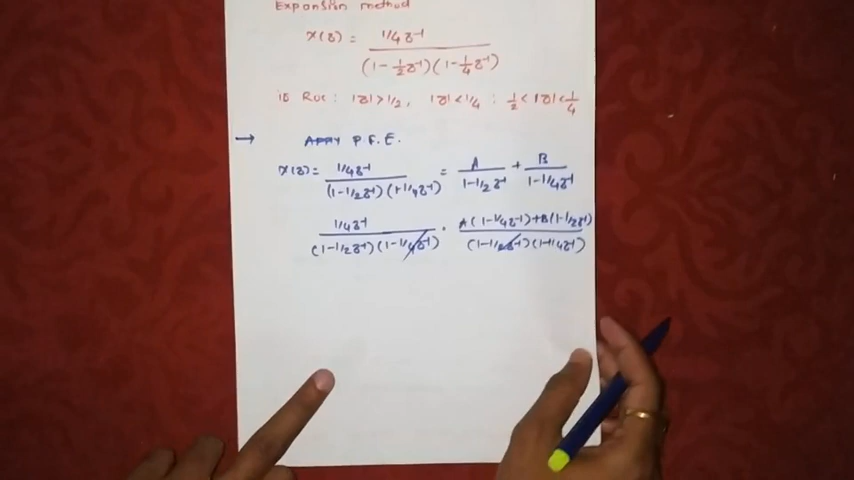 Expansion method
X(z) = 1/4 z⁻¹ / (1 - 1/2 z⁻¹)(1 - 1/4 z⁻¹)
if ROC : |z| > 1/2, |z| < 1/4 : 1/2 < |z| < 1/4
→ Apply P.F.E.
X(z) = 1/4 z⁻¹ / (1-1/2 z⁻¹)(1-1/4 z⁻¹) = A / 1-1/2 z⁻¹ + B / 1-1/4 z⁻¹
1/4 z⁻¹ / (1-1/2 z⁻¹)(1-1/4 z⁻¹) = A(1-1/4 z⁻¹)+B(1-1/2 z⁻¹) / (1-1/2 z⁻¹)(1-1/4 z⁻¹)